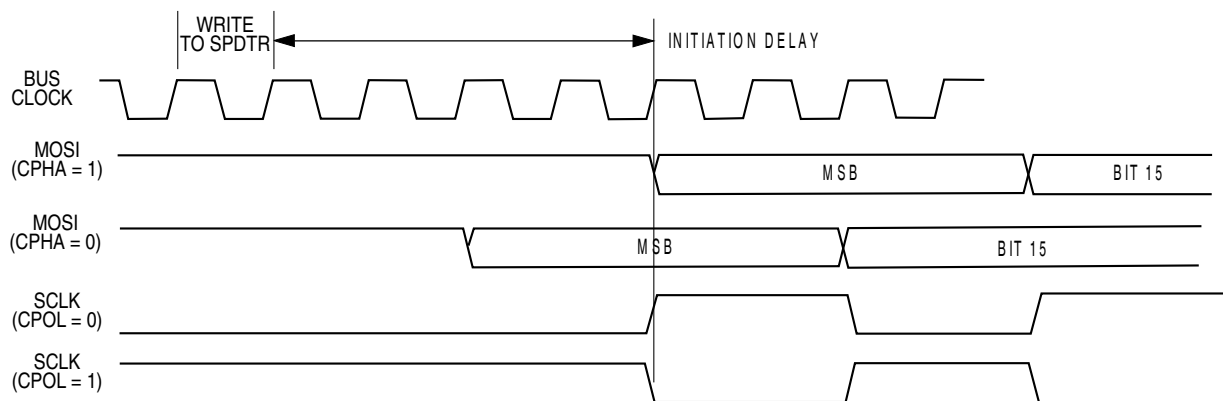 WRITE
TO SPDTR
INITIATION DELAY
BUS
CLOCK
MOSI
(CPHA = 1)
MSB
BIT 15
MOSI
(CPHA = 0)
MSB
BIT 15
SCLK
(CPOL = 0)
SCLK
(CPOL = 1)